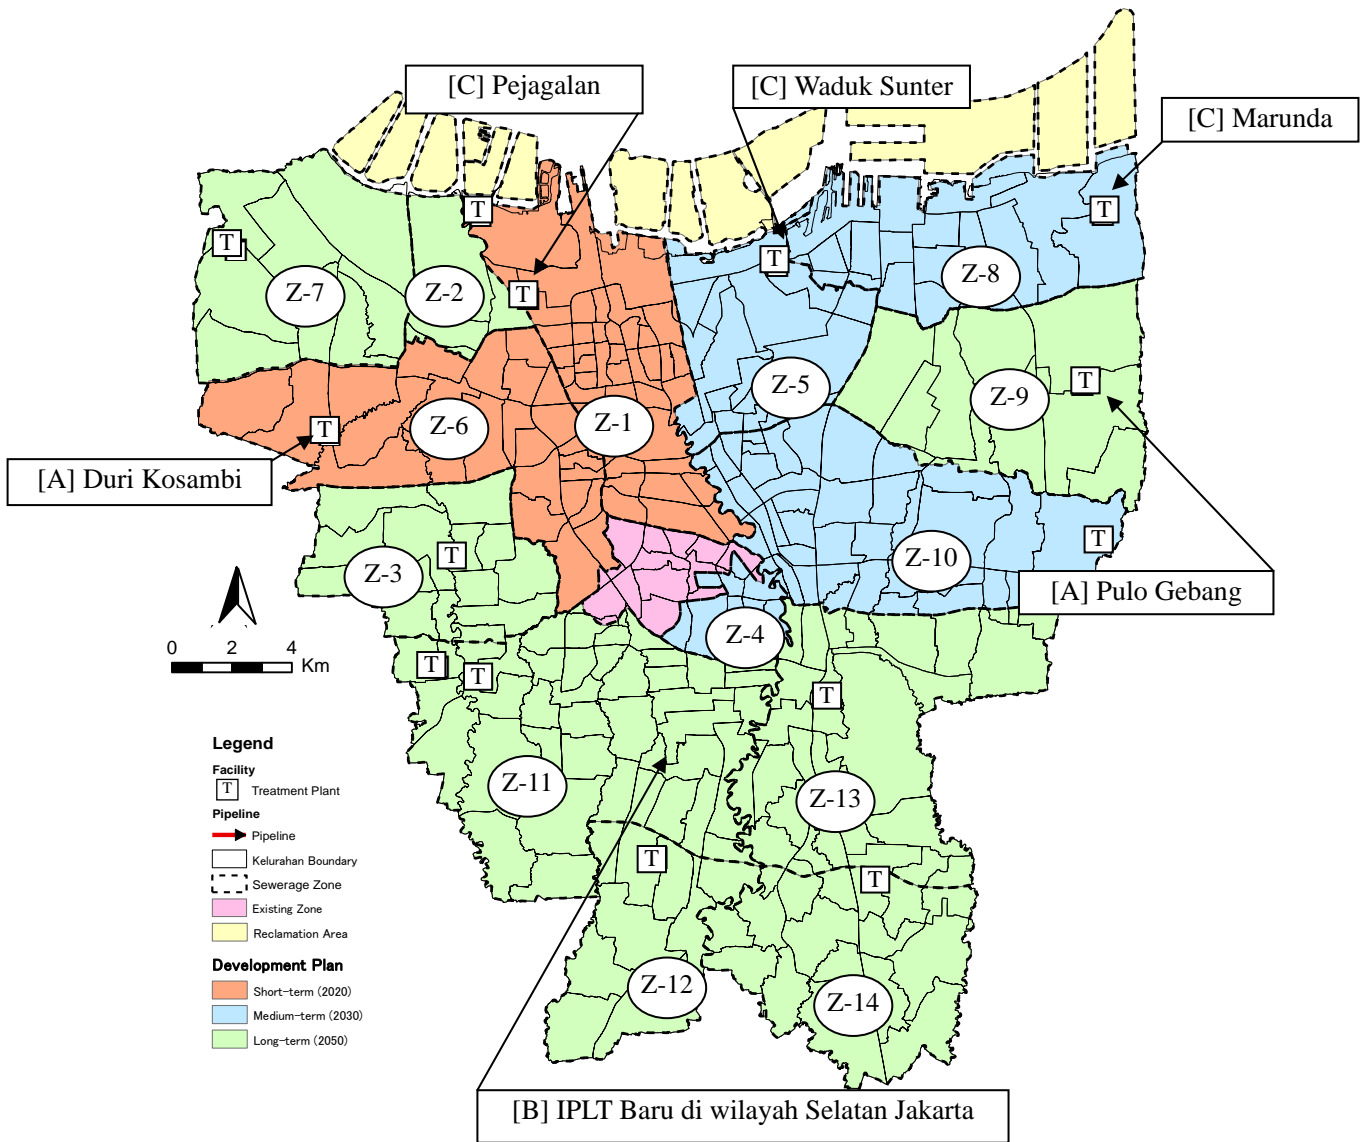 [C] Pejagalan
[C] Waduk Sunter
[C] Marunda
T
T
T
T
T
Z-7
Z-2
Z-8
Z-5
T
Z-9
T
Z-6
Z-1
[A] Duri Kosambi
T
T
Z-3
Z-10
[A] Pulo Gebang
0 2 4
Km
Z-4
T
T
T
Legend
Facility
T Treatment Plant
Pipeline
Pipeline
Kelurahan Boundary
Sewerage Zone
Existing Zone
Reclamation Area
Development Plan
Short-term (2020)
Medium-term (2030)
Long-term (2050)
Z-11
Z-13
T
T
Z-12
Z-14
[B] IPLT Baru di wilayah Selatan Jakarta